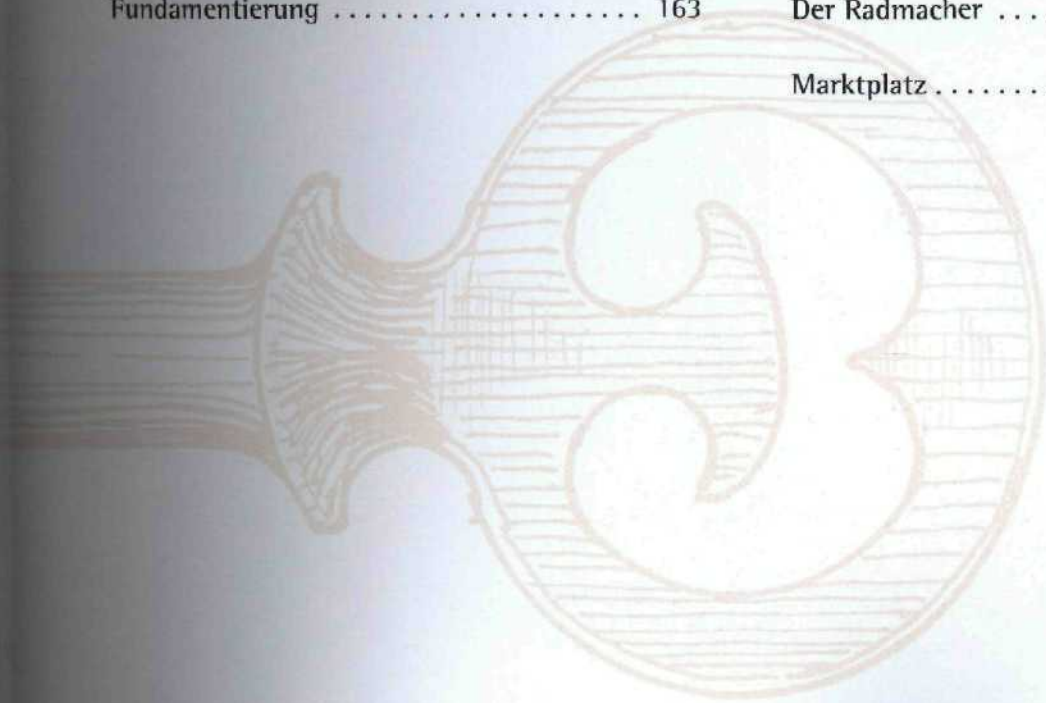 Fundamentierung ..................... 163
Der Radmacher ....
Marktplatz .......